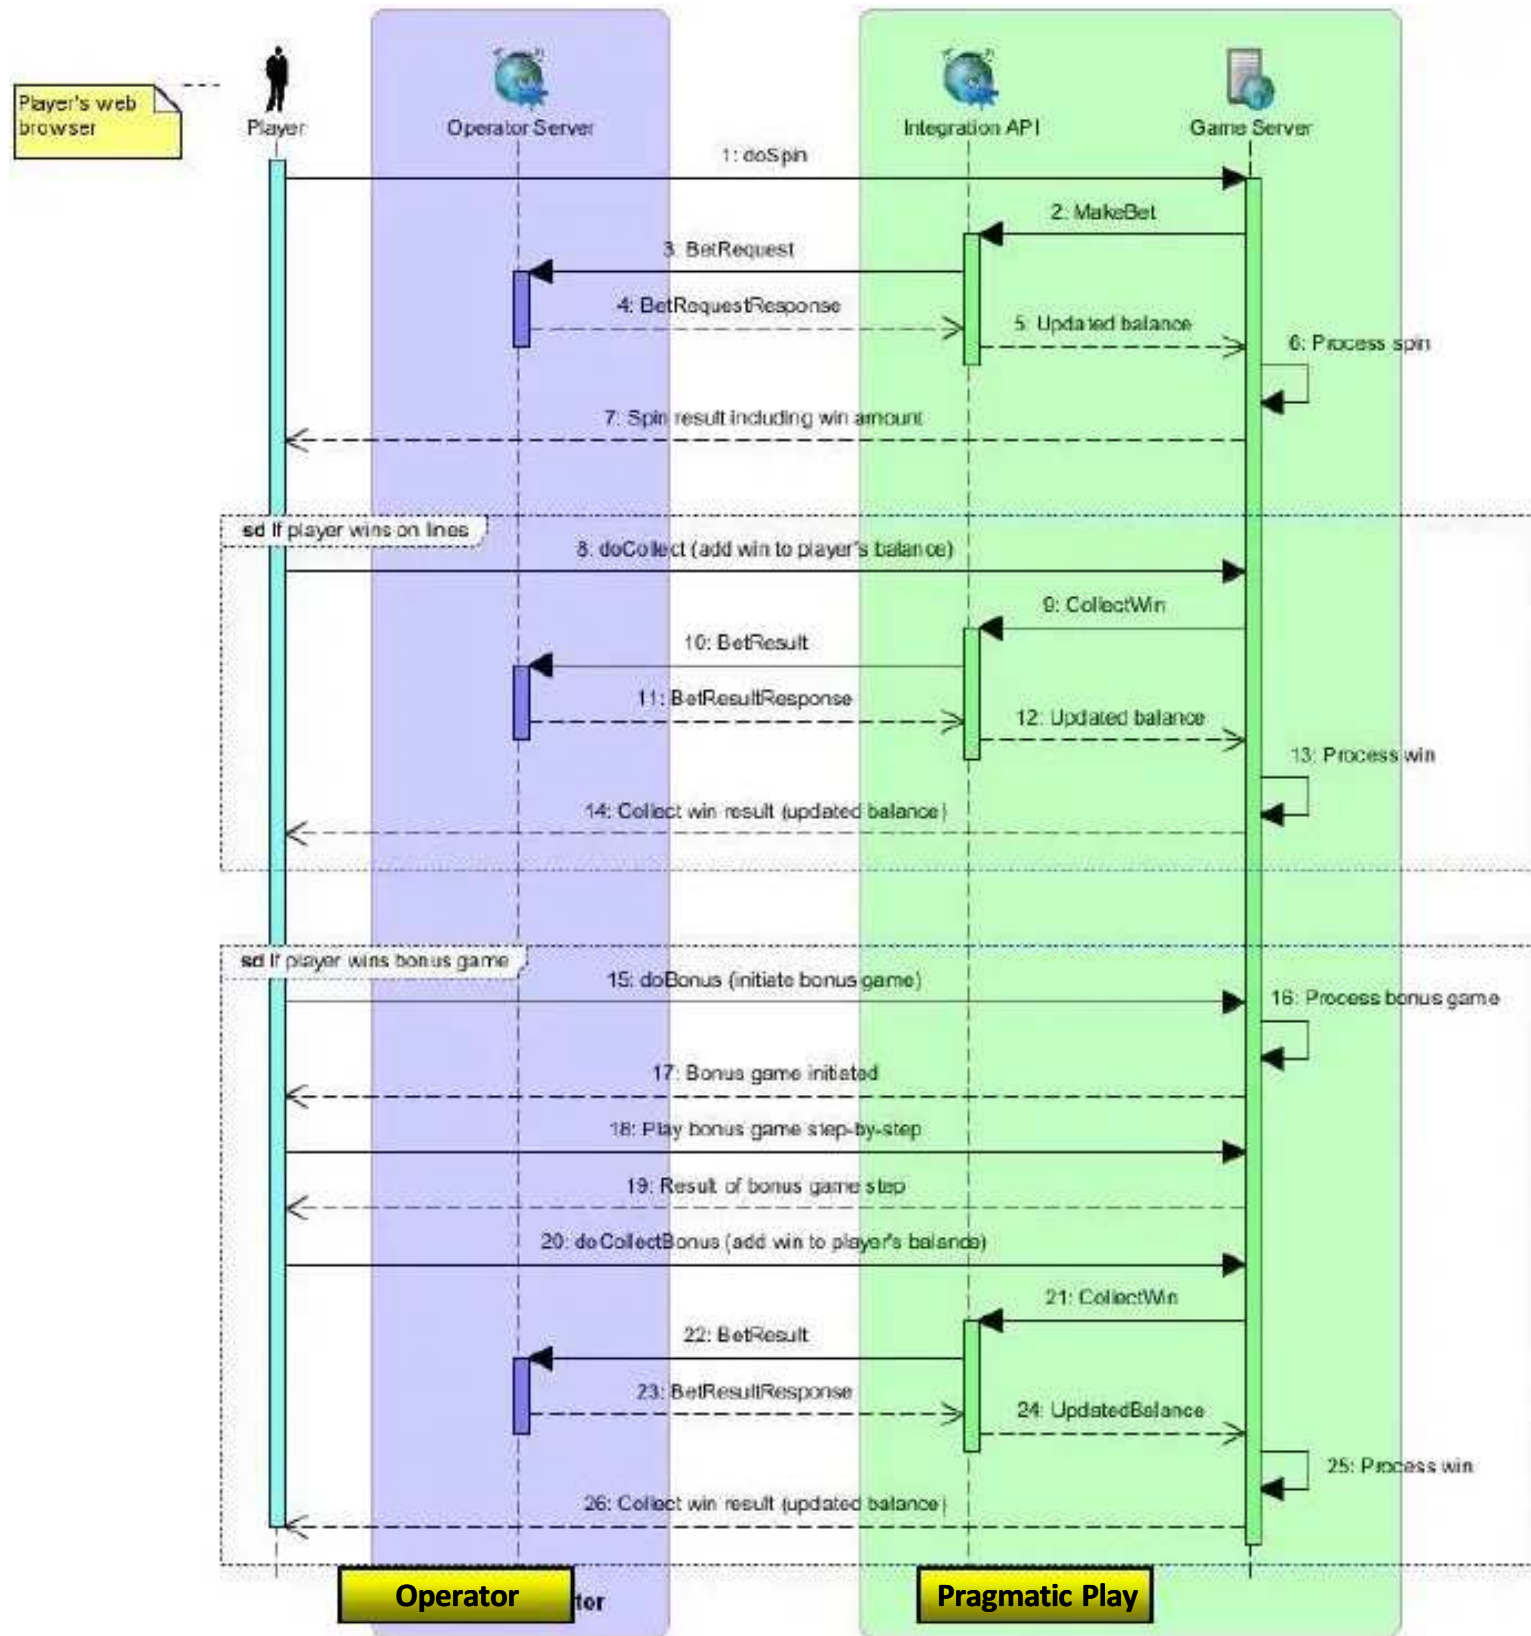 Player's web
browser
Player
Operator Server
Integration API
Game Server
1: doSpin
2: MakeBet
3: BetRequest
4: BetRequestResponse
5: Updated balance
6: Process spin
7: Spin result including win amount
sd If player wins on lines
8: doCollect (add win to player's balance)
9: CollectWin
10: BetResult
11: BetResultResponse
12: Updated balance
13: Process win
14: Collect win result (updated balance)
sd If player wins bonus game
15: doBonus (initiate bonus game)
16: Process bonus game
17: Bonus game initiated
18: Play bonus game step-by-step
19: Result of bonus game step
20: doCollectBonus (add win to player's balance)
21: CollectWin
22: BetResult
23: BetResultResponse
24: UpdatedBalance
25: Process win
26: Collect win result (updated balance)
Operator
tor
Pragmatic Play